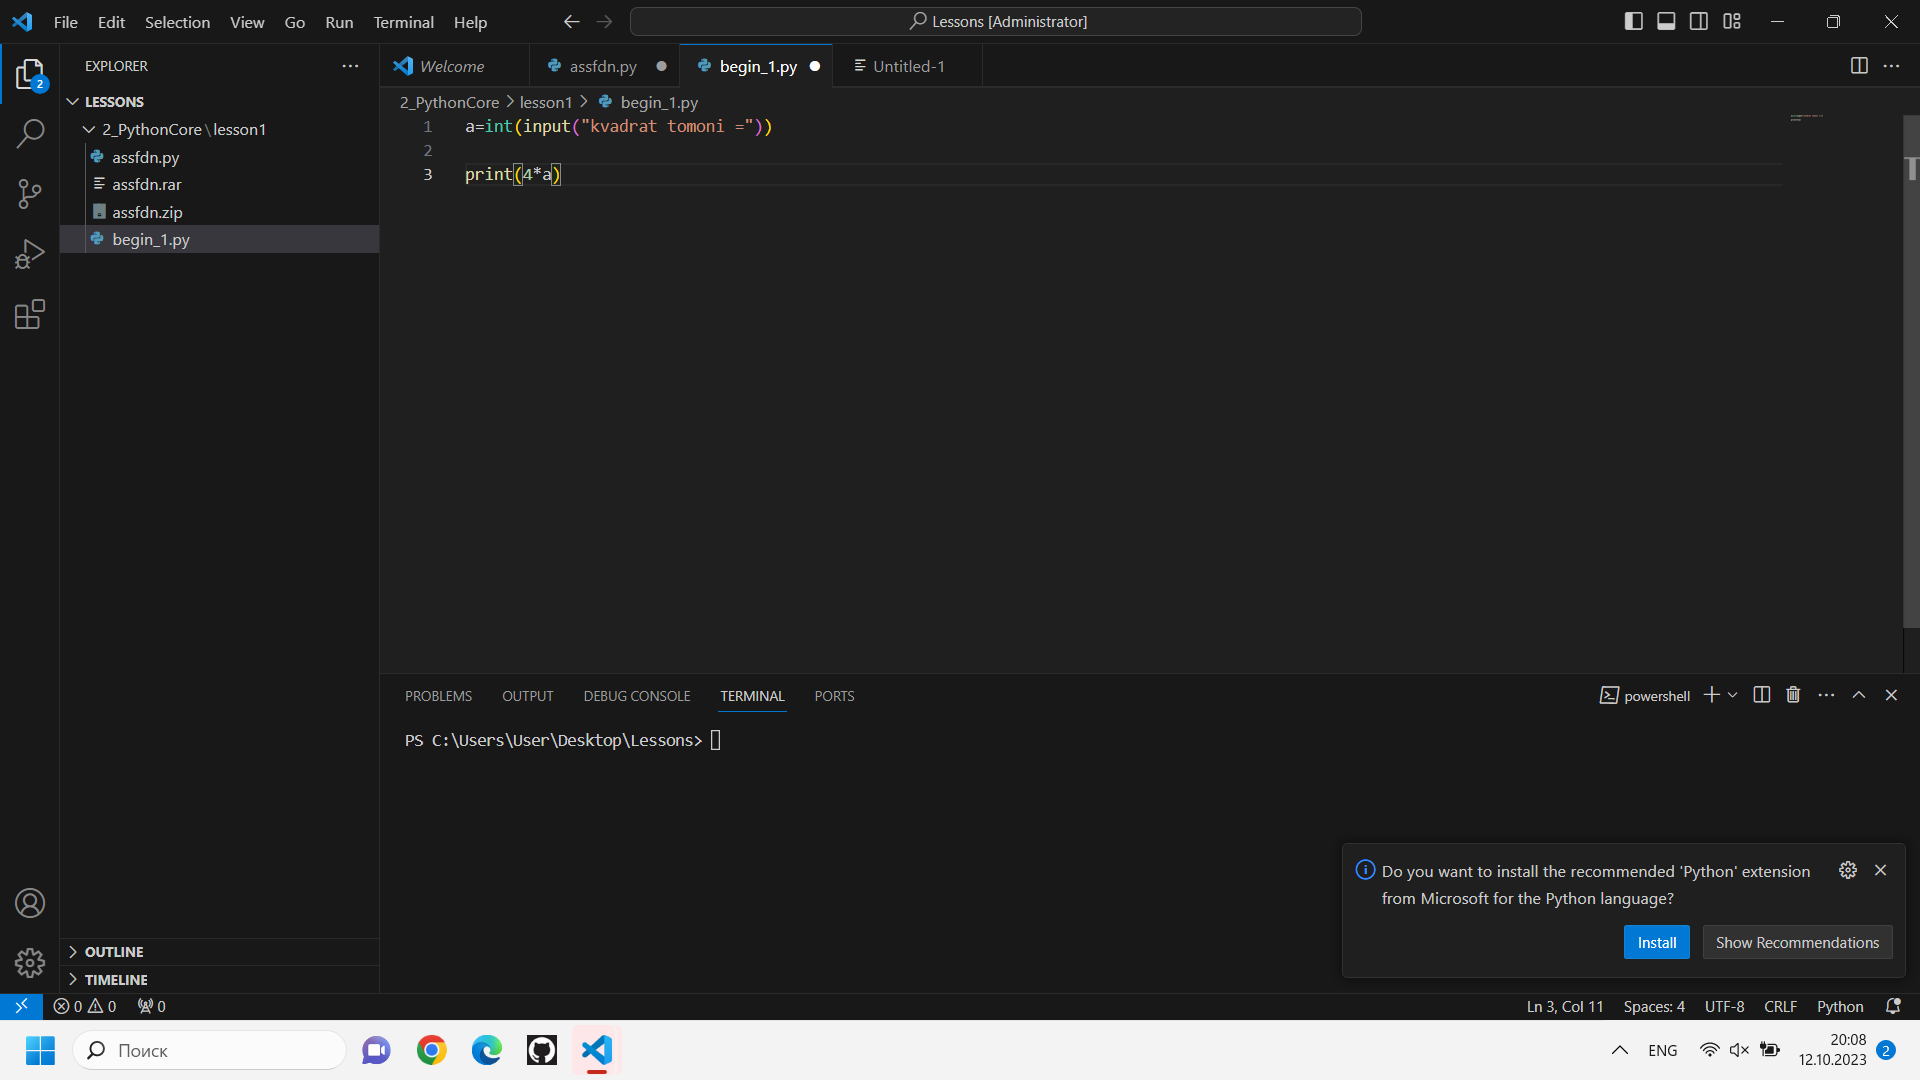 File Edit Selection View Go Run Terminal Help
Lessons [Administrator]
EXPLORER
Welcome
assfdn.py
begin_1.py
Untitled-1
2
LESSONS
2_PythonCore\lesson1
assfdn.py
assfdn.rar
assfdn.zip
begin_1.py
2_PythonCore > lesson1 > begin_1.py
1 a=int(input("kvadrat tomoni ="))
2
3 print(4*a)
PROBLEMS OUTPUT DEBUG CONSOLE TERMINAL PORTS
powershell
PS C:\Users\User\Desktop\Lessons>
Do you want to install the recommended 'Python' extension
from Microsoft for the Python language?
Install Show Recommendations
OUTLINE
TIMELINE
0 0 0
Ln 3, Col 11 Spaces: 4 UTF-8 CRLF Python
Поиск
ENG
20:08
12.10.2023
2